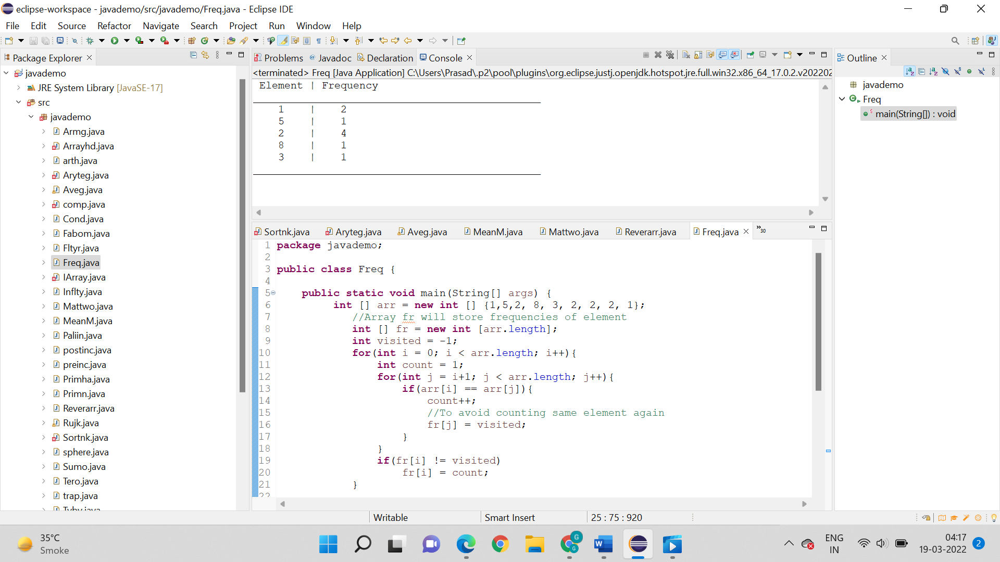 eclipse-workspace - javademo/src/javademo/Freq.java - Eclipse IDE
File Edit Source Refactor Navigate Search Project Run Window Help
Package Explorer
javademo
JRE System Library [JavaSE-17]
src
javademo
Armg.java
Arrayhd.java
arth.java
Aryteg.java
Aveg.java
comp.java
Cond.java
Fabom.java
Fltyr.java
Freq.java
IArray.java
Inflty.java
Mattwo.java
MeanM.java
Paliin.java
postinc.java
preinc.java
Primha.java
Primn.java
Reverarr.java
Rujk.java
Sortnk.java
sphere.java
Sumo.java
Tero.java
trap.java
Problems @ Javadoc Declaration Console
<terminated> Freq [Java Application] C:\Users\Prasad\.p2\pool\plugins\org.eclipse.justj.openjdk.hotspot.jre.full.win32.x86_64_17.0.2.v202202
Element | Frequency
1 | 2
5 | 1
2 | 4
8 | 1
3 | 1
Sortnk.java Aryteg.java Aveg.java MeanM.java Mattwo.java Reverarr.java Freq.java »30
1 package javademo;
2
3 public class Freq {
4
5 public static void main(String[] args) {
6 int [] arr = new int [] {1,5,2, 8, 3, 2, 2, 2, 1};
7 //Array fr will store frequencies of element
8 int [] fr = new int [arr.length];
9 int visited = -1;
10 for(int i = 0; i < arr.length; i++){
11 int count = 1;
12 for(int j = i+1; j < arr.length; j++){
13 if(arr[i] == arr[j]){
14 count++;
15 //To avoid counting same element again
16 fr[j] = visited;
17 }
18 }
19 if(fr[i] != visited)
20 fr[i] = count;
21 }
22
Outline
javademo
Freq
main(String[]) : void
Writable Smart Insert 25 : 75 : 920
35°C
Smoke
ENG
IN
04:17
19-03-2022
2